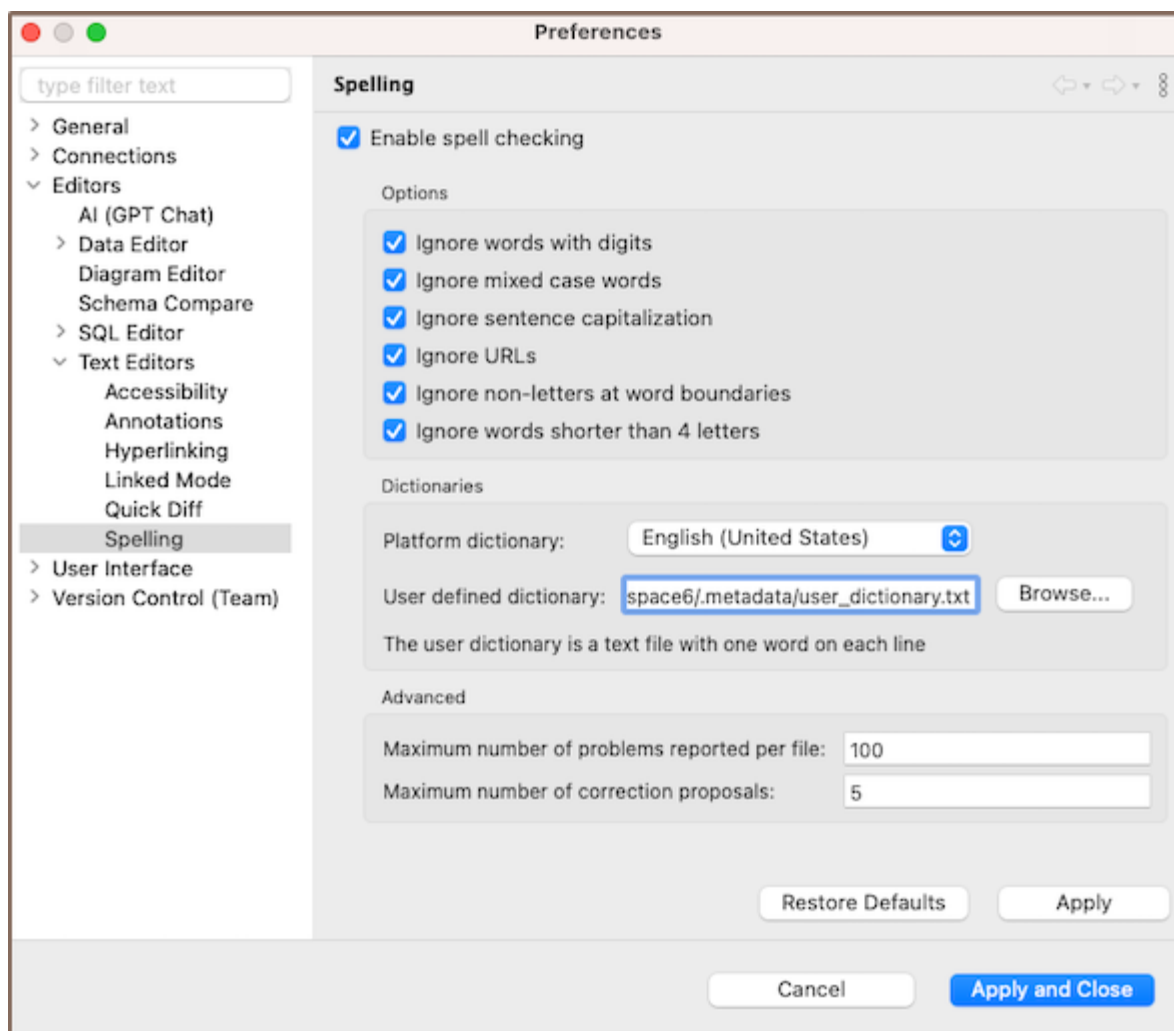 Preferences
type filter text
General
Connections
Editors
AI (GPT Chat)
Data Editor
Diagram Editor
Schema Compare
SQL Editor
Text Editors
Accessibility
Annotations
Hyperlinking
Linked Mode
Quick Diff
Spelling
User Interface
Version Control (Team)
Spelling
Enable spell checking
Options
Ignore words with digits
Ignore mixed case words
Ignore sentence capitalization
Ignore URLs
Ignore non-letters at word boundaries
Ignore words shorter than 4 letters
Dictionaries
Platform dictionary: English (United States)
User defined dictionary: space6/.metadata/user_dictionary.txt Browse...
The user dictionary is a text file with one word on each line
Advanced
Maximum number of problems reported per file: 100
Maximum number of correction proposals: 5
Restore Defaults Apply
Cancel Apply and Close